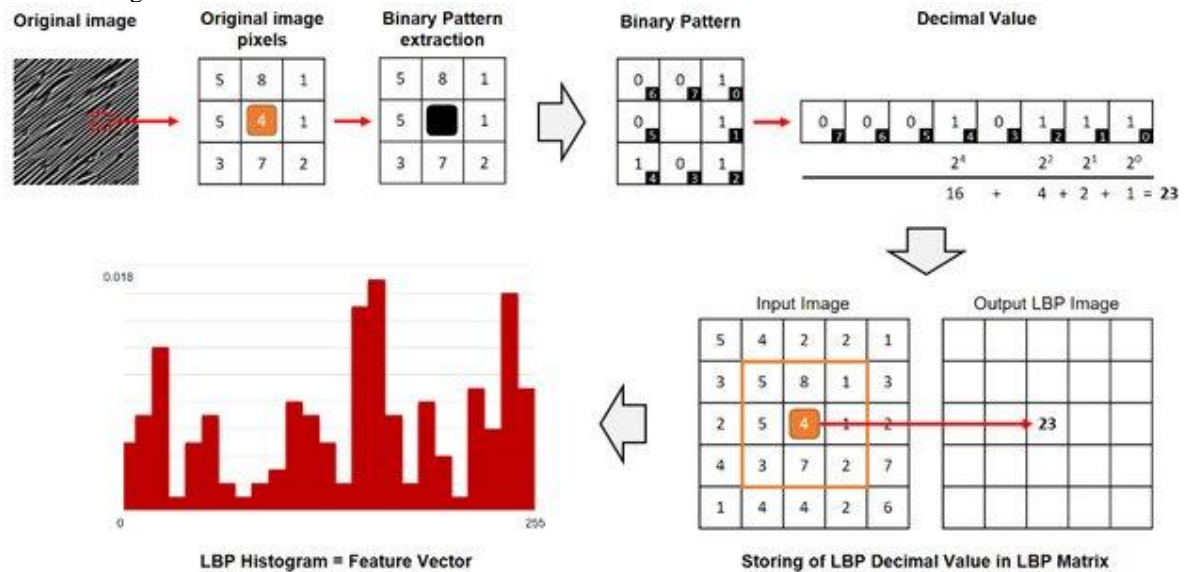 Original image
Original image pixels
Binary Pattern extraction
Binary Pattern
Decimal Value
5 8 1
5 4 1
3 7 2
5 8 1
5 1
3 7 2
0 6 0 7 1 0
0 5 1 1
1 4 0 3 1 2
0 7 0 6 0 5 1 4 0 3 1 2 1 1 1 0
2⁴ 2² 2¹ 2⁰
16 + 4 + 2 + 1 = 23
0.018
0 255
LBP Histogram = Feature Vector
Input Image
Output LBP Image
5 4 2 2 1
3 5 8 1 3
2 5 4 1 2
4 3 7 2 7
1 4 4 2 6
23
Storing of LBP Decimal Value in LBP Matrix